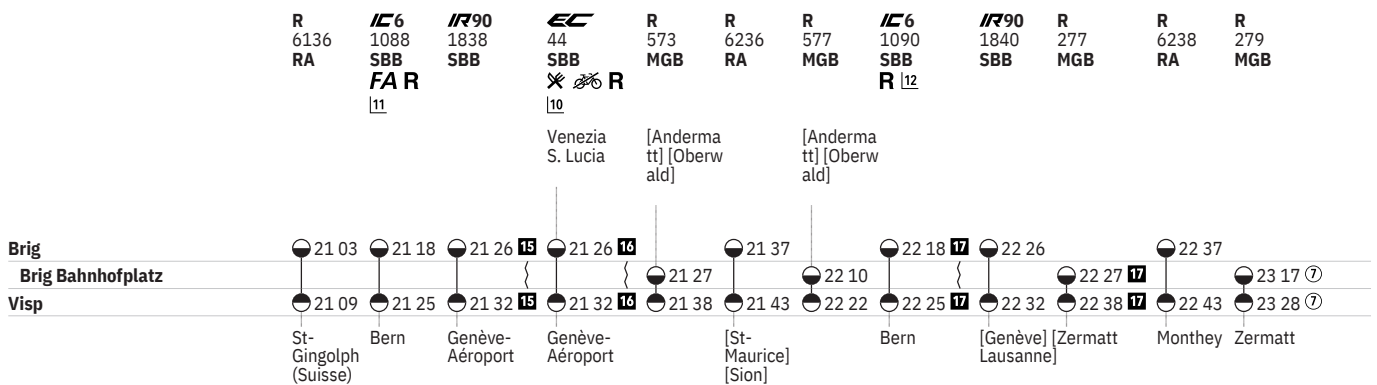 R R R R R R R
IC6 IR90 EC IC6 IR90
6136 1088 1838 44 573 6236 577 1090 1840 277 6238 279
RA SBB SBB SBB MGB RA MGB SBB SBB MGB RA MGB
FA R R R 12
11 10
Venezia [Anderma [Anderma
S. Lucia tt] [Oberw tt] [Oberw
ald] ald]
Brig 21 03 21 18 21 26 15 21 26 16 21 37 22 18 17 22 26 22 37
Brig Bahnhofplatz 21 27 22 10 22 27 17 23 17 7
Visp 21 09 21 25 21 32 15 21 32 16 21 38 21 43 22 22 22 25 17 22 32 22 38 17 22 43 23 28 7
St- Bern Genève- Genève- [St- Bern [Genève] [Zermatt Monthey Zermatt
Gingolph Aéroport Aéroport Maurice] Lausanne]
(Suisse) [Sion]